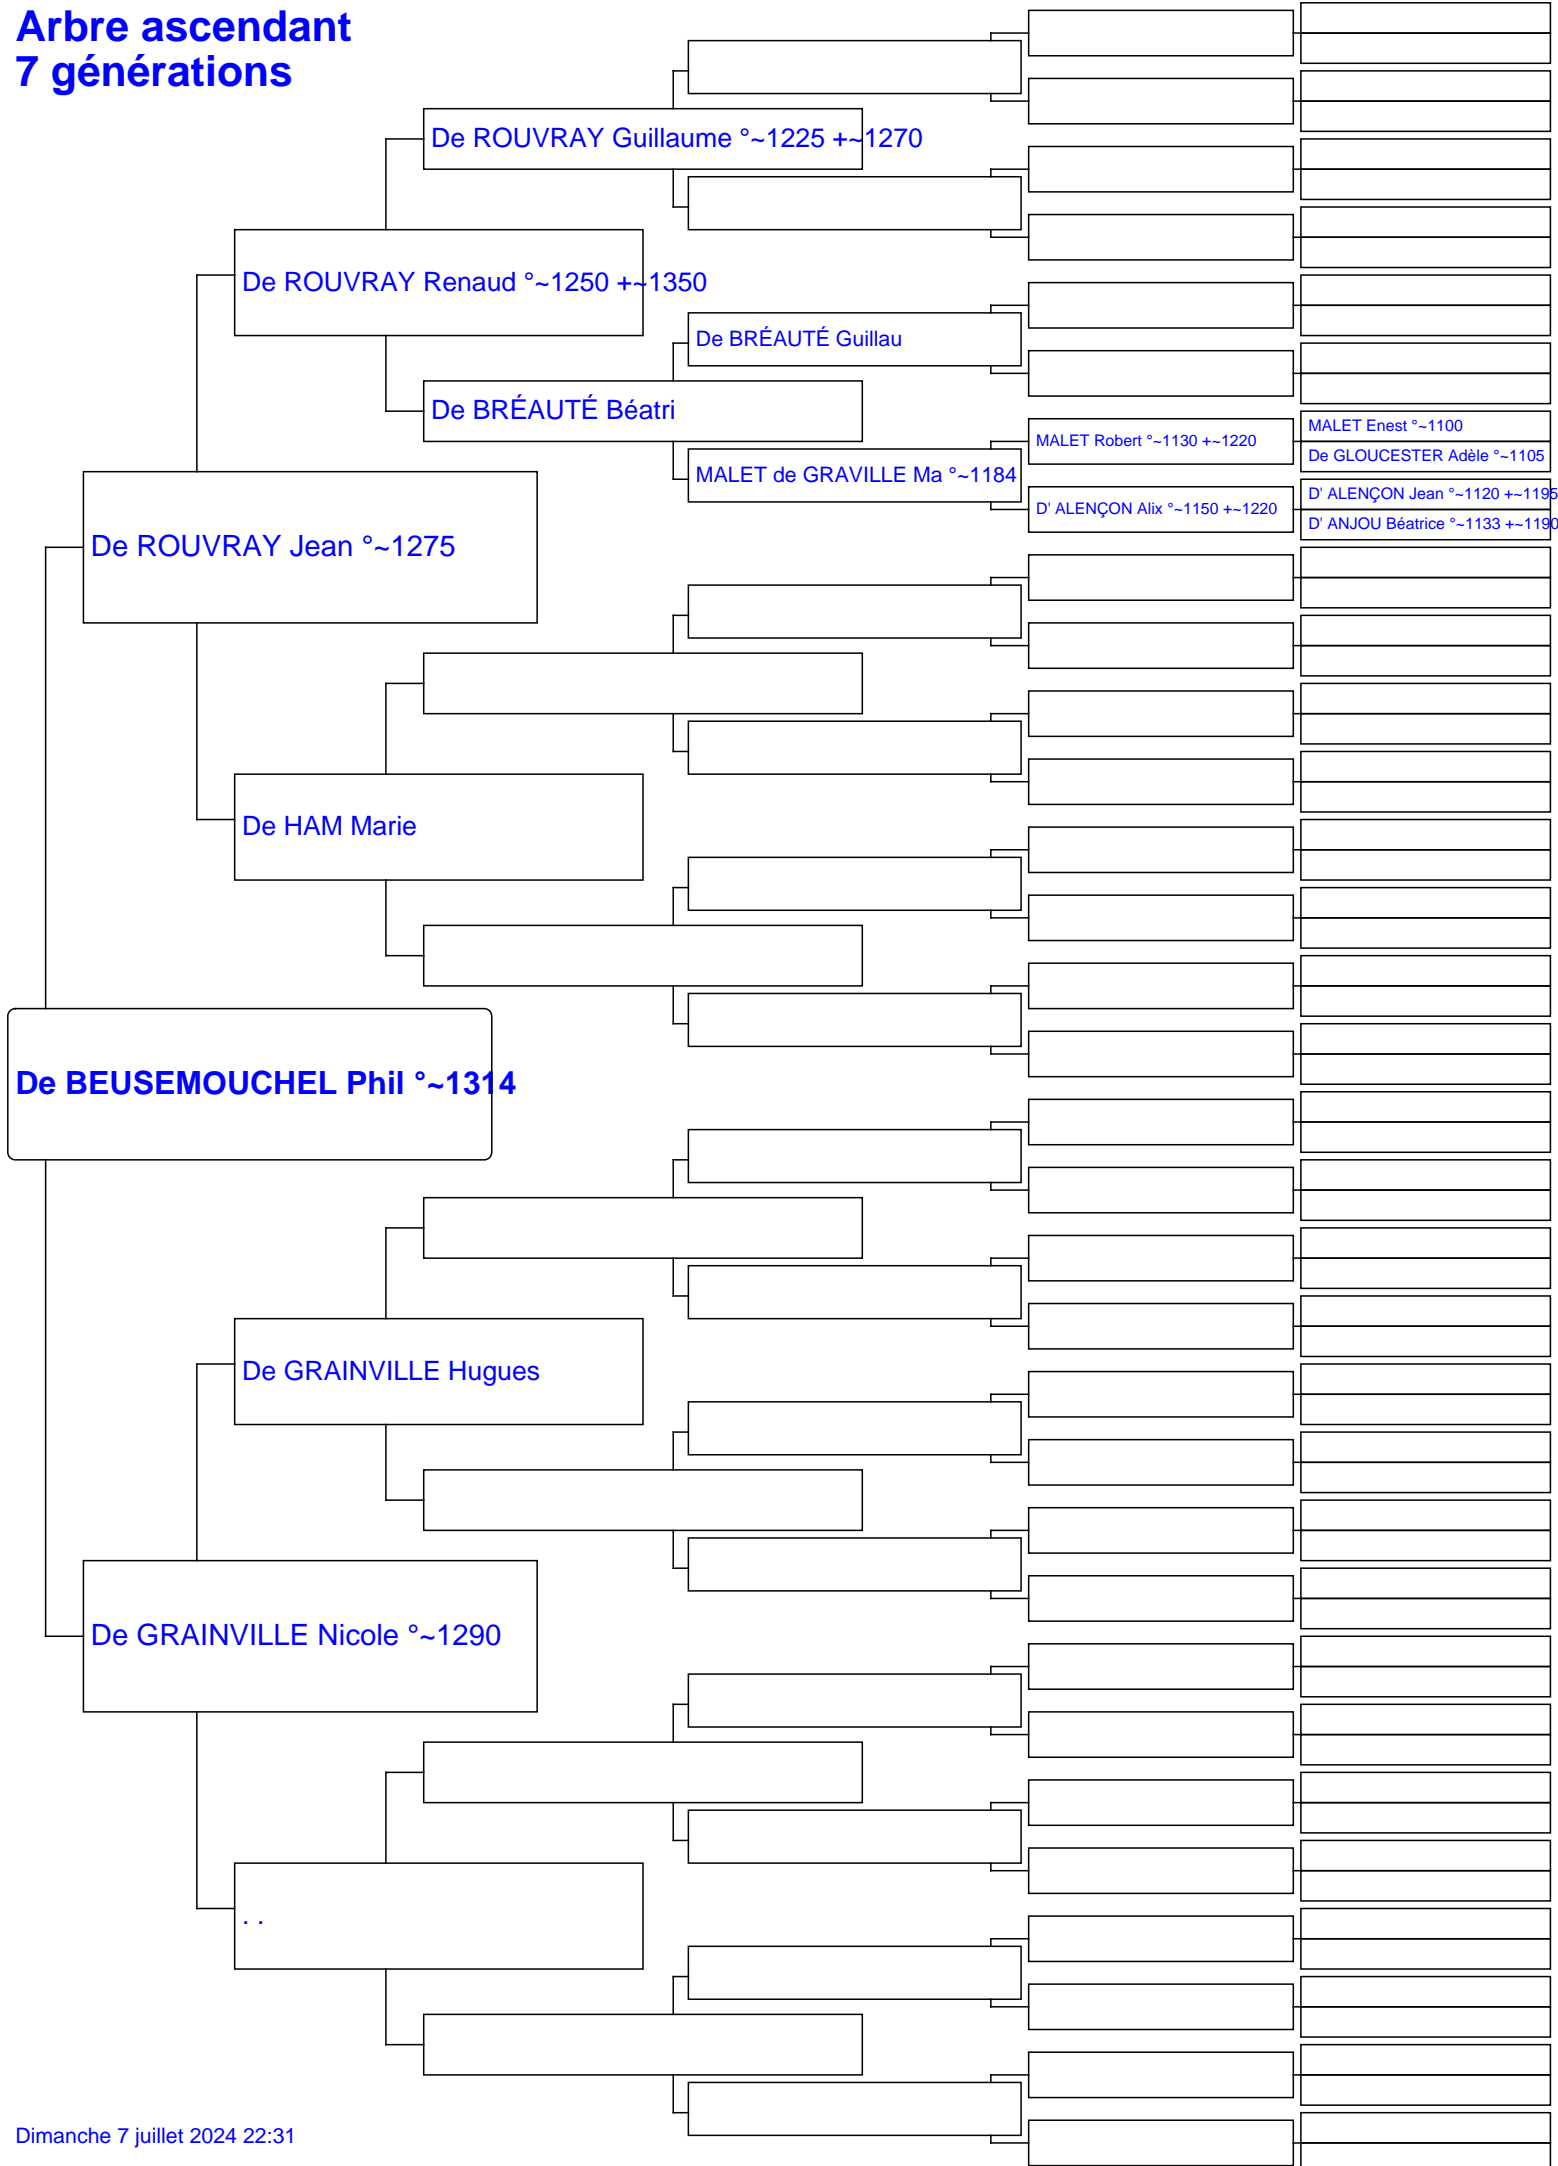 Arbre ascendant
7 générations
De ROUVRAY Guillaume °~1225 +~1270
De ROUVRAY Renaud °~1250 +~1350
De BRÉAUTÉ Guillau
De BRÉAUTÉ Béatri
MALET Enest °~1100
MALET Robert °~1130 +~1220
De GLOUCESTER Adèle °~1105
MALET de GRAVILLE Ma °~1184
D' ALENÇON Jean °~1120 +~1195
D' ALENÇON Alix °~1150 +~1220
D' ANJOU Béatrice °~1133 +~1190
De ROUVRAY Jean °~1275
De HAM Marie
De BEUSEMOUCHEL Phil °~1314
De GRAINVILLE Hugues
De GRAINVILLE Nicole °~1290
. .
Dimanche 7 juillet 2024 22:31